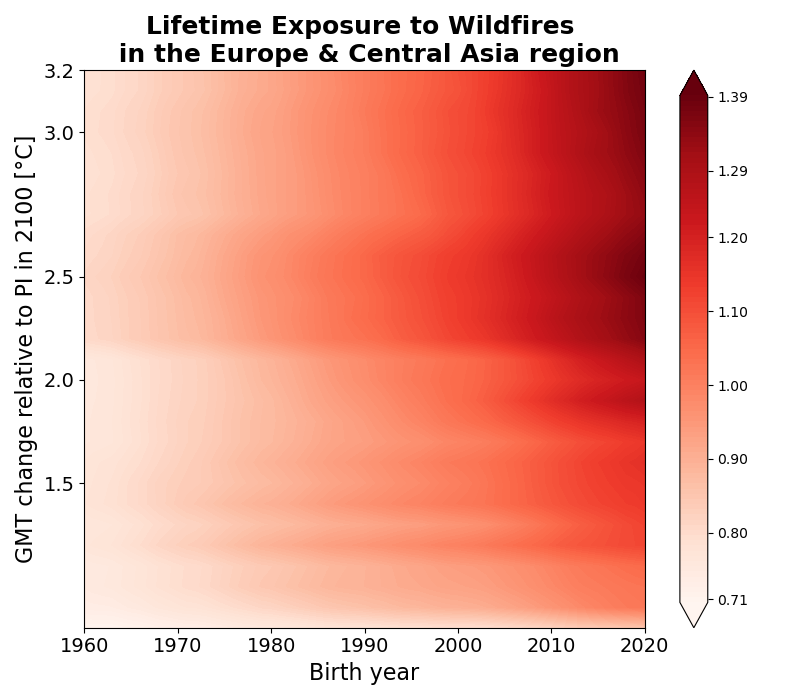 Lifetime Exposure to Wildfires
in the Europe & Central Asia region
GMT change relative to PI in 2100 [°C]
3.2
3.0
2.5
2.0
1.5
1960 1970 1980 1990 2000 2010 2020
Birth year
1.39
1.29
1.20
1.10
1.00
0.90
0.80
0.71